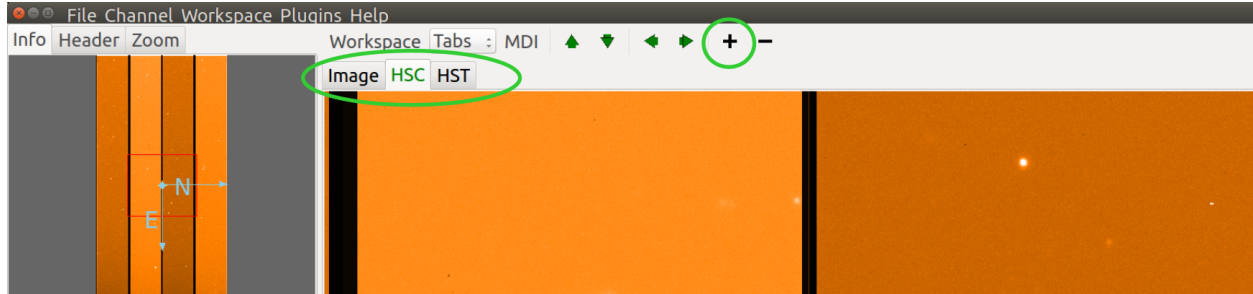 File Channel Workspace Plugins Help
Info Header Zoom
Workspace Tabs MDI + −
Image HSC HST
N
E